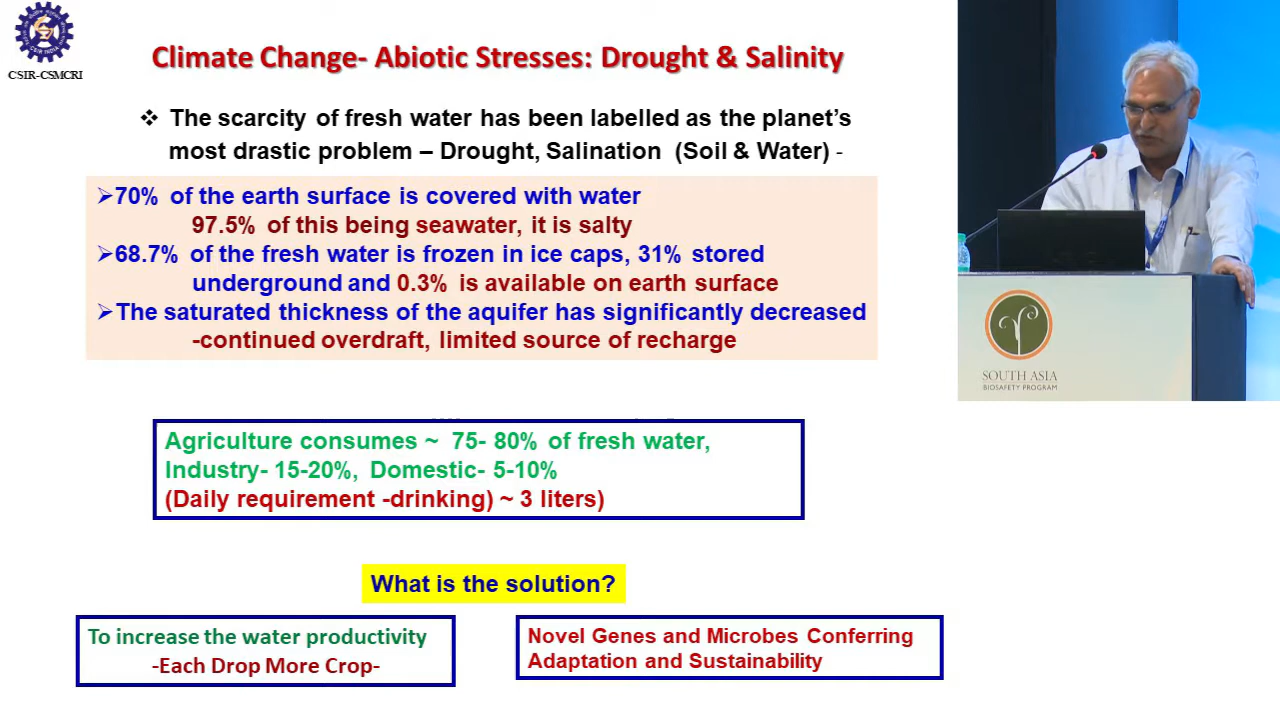 CSIR-CSMCRI
Climate Change- Abiotic Stresses: Drought & Salinity
❖ The scarcity of fresh water has been labelled as the planet's
most drastic problem – Drought, Salination (Soil & Water) -
➢70% of the earth surface is covered with water
97.5% of this being seawater, it is salty
➢68.7% of the fresh water is frozen in ice caps, 31% stored
underground and 0.3% is available on earth surface
➢The saturated thickness of the aquifer has significantly decreased
-continued overdraft, limited source of recharge
Agriculture consumes ~ 75- 80% of fresh water,
Industry- 15-20%, Domestic- 5-10%
(Daily requirement -drinking) ~ 3 liters)
What is the solution?
To increase the water productivity
-Each Drop More Crop-
Novel Genes and Microbes Conferring
Adaptation and Sustainability
SOUTH ASIA
BIOSAFETY PROGRAM